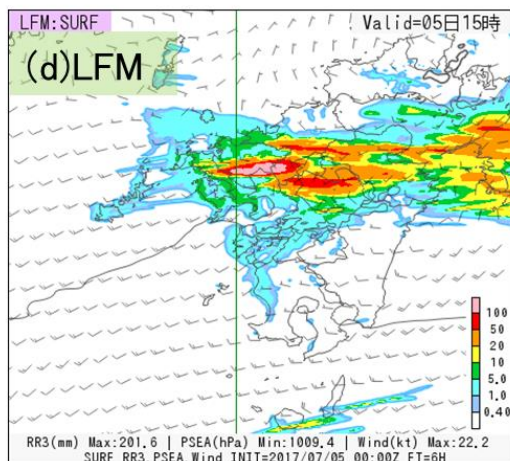 LFM:SURF
Valid=05日15時
(d)LFM
100
50
20
10
5.0
1.0
0.40
RR3(mm) Max:201.6 | PSEA(hPa) Min:1009.4 | Wind(kt) Max:22.2
SURF RR3 PSEA Wind INIT=2017/07/05 00:00Z FT=6H